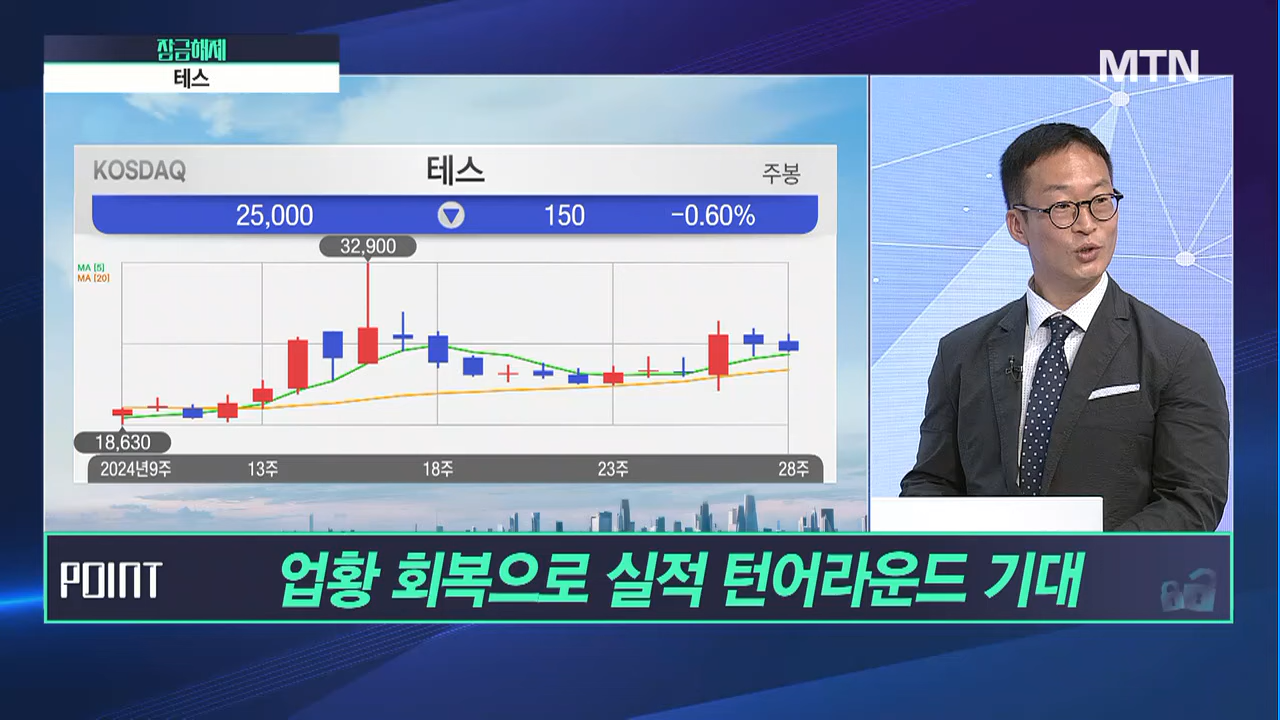 잠금해제
테스
MTN
KOSDAQ
테스
주봉
25,000 ▼ 150 -0.60%
32,900
MA [5]
MA [20]
18,630
2024년9주 13주 18주 23주 28주
POINT
업황 회복으로 실적 턴어라운드 기대